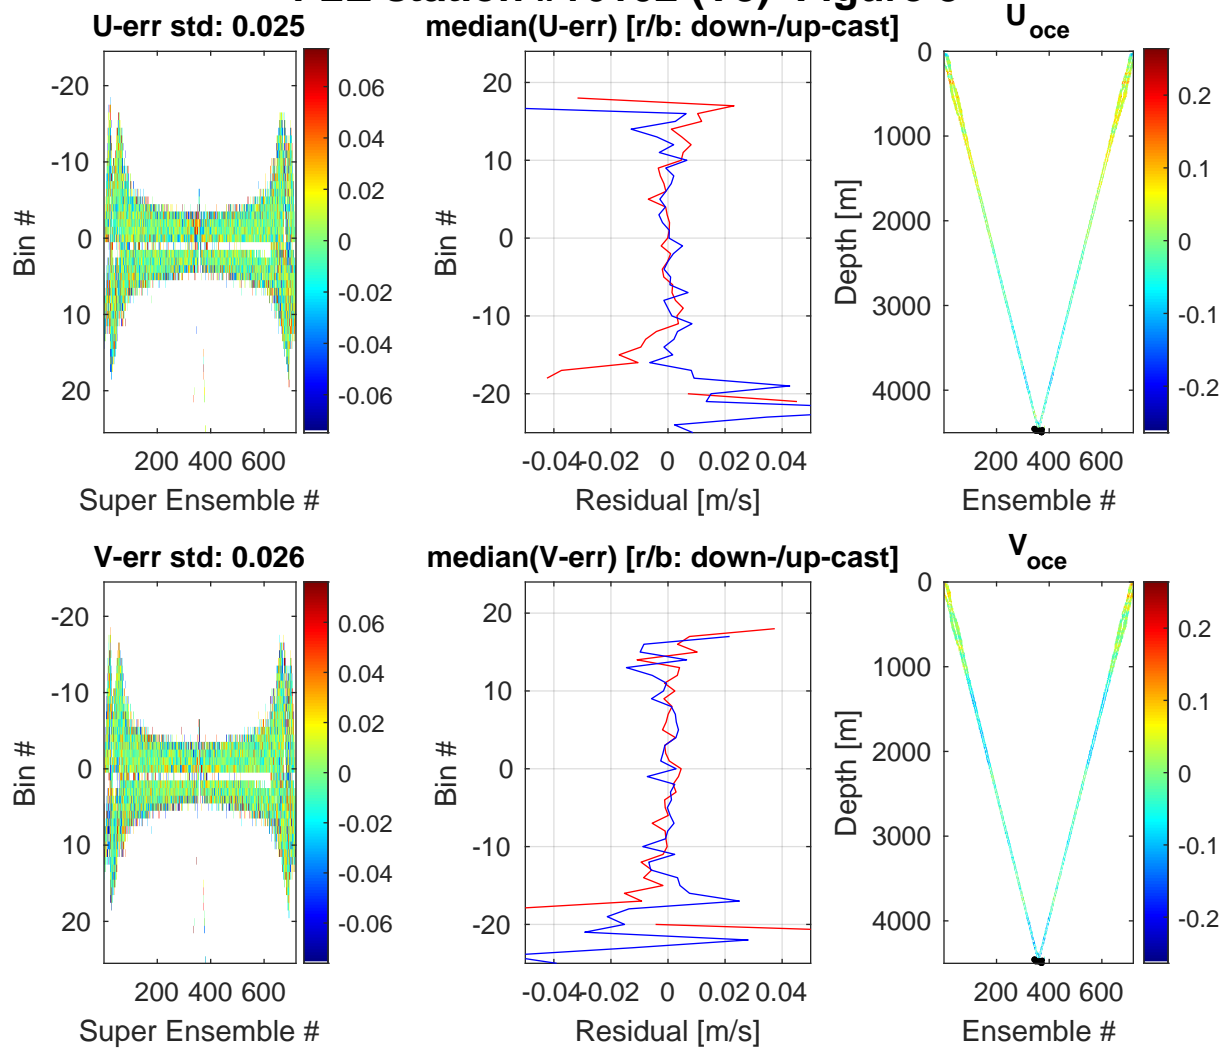 U-err std: 0.025
-20
-10
0
10
20
200 400 600
Super Ensemble #
Bin #
0.06
0.04
0.02
0
-0.02
-0.04
-0.06
median(U-err) [r/b: down-/up-cast]
20
10
0
-10
-20
-0.04 -0.02 0 0.02 0.04
Residual [m/s]
Bin #
U_oce
0
1000
2000
3000
4000
200 400 600
Ensemble #
Depth [m]
0.2
0.1
0
-0.1
-0.2
V-err std: 0.026
-20
-10
0
10
20
200 400 600
Super Ensemble #
Bin #
0.06
0.04
0.02
0
-0.02
-0.04
-0.06
median(V-err) [r/b: down-/up-cast]
20
10
0
-10
-20
-0.04 -0.02 0 0.02 0.04
Residual [m/s]
Bin #
V_oce
0
1000
2000
3000
4000
200 400 600
Ensemble #
Depth [m]
0.2
0.1
0
-0.1
-0.2